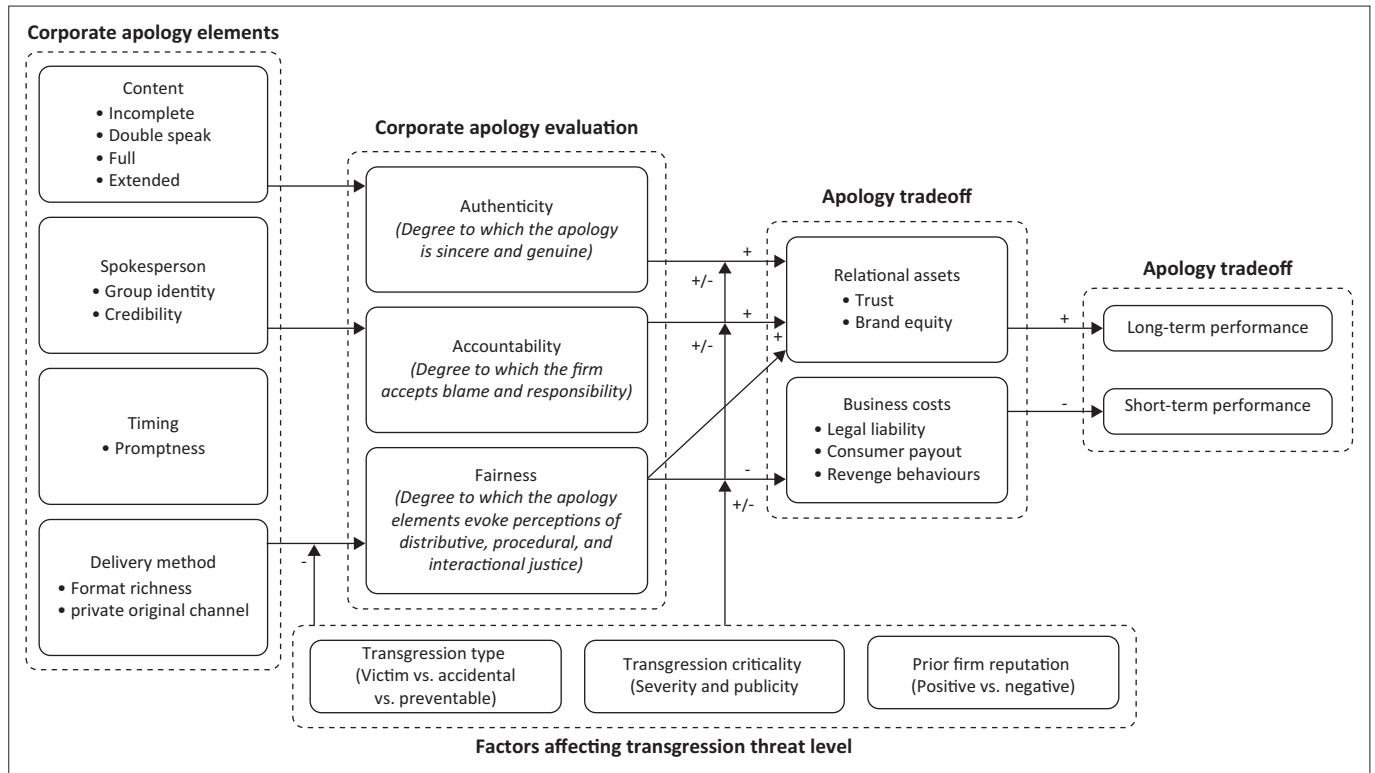 Corporate apology elements
Content
• Incomplete
• Double speak
• Full
• Extended
Spokesperson
• Group identity
• Credibility
Timing
• Promptness
Delivery method
• Format richness
• private original channel
Corporate apology evaluation
Authenticity
(Degree to which the apology
is sincere and genuine)
Accountability
(Degree to which the firm
accepts blame and responsibility)
Fairness
(Degree to which the apology
elements evoke perceptions of
distributive, procedural, and
interactional justice)
-
+
+/-
+
+/-
+
-
+/-
Apology tradeoff
Relational assets
• Trust
• Brand equity
Business costs
• Legal liability
• Consumer payout
• Revenge behaviours
+
-
Apology tradeoff
Long-term performance
Short-term performance
Transgression type
(Victim vs. accidental
vs. preventable)
Transgression criticality
(Severity and publicity
Prior firm reputation
(Positive vs. negative)
Factors affecting transgression threat level